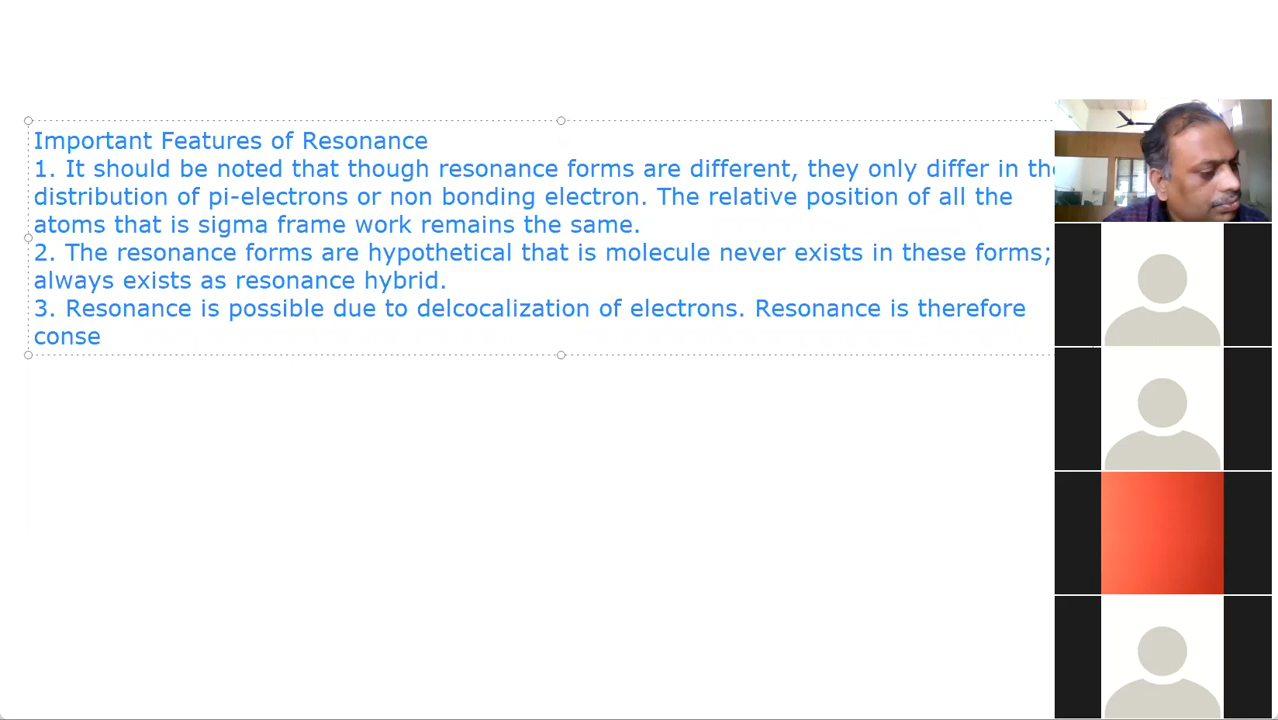 Important Features of Resonance
1. It should be noted that though resonance forms are different, they only differ in the
distribution of pi-electrons or non bonding electron. The relative position of all the
atoms that is sigma frame work remains the same.
2. The resonance forms are hypothetical that is molecule never exists in these forms;
always exists as resonance hybrid.
3. Resonance is possible due to delcocalization of electrons. Resonance is therefore
conse